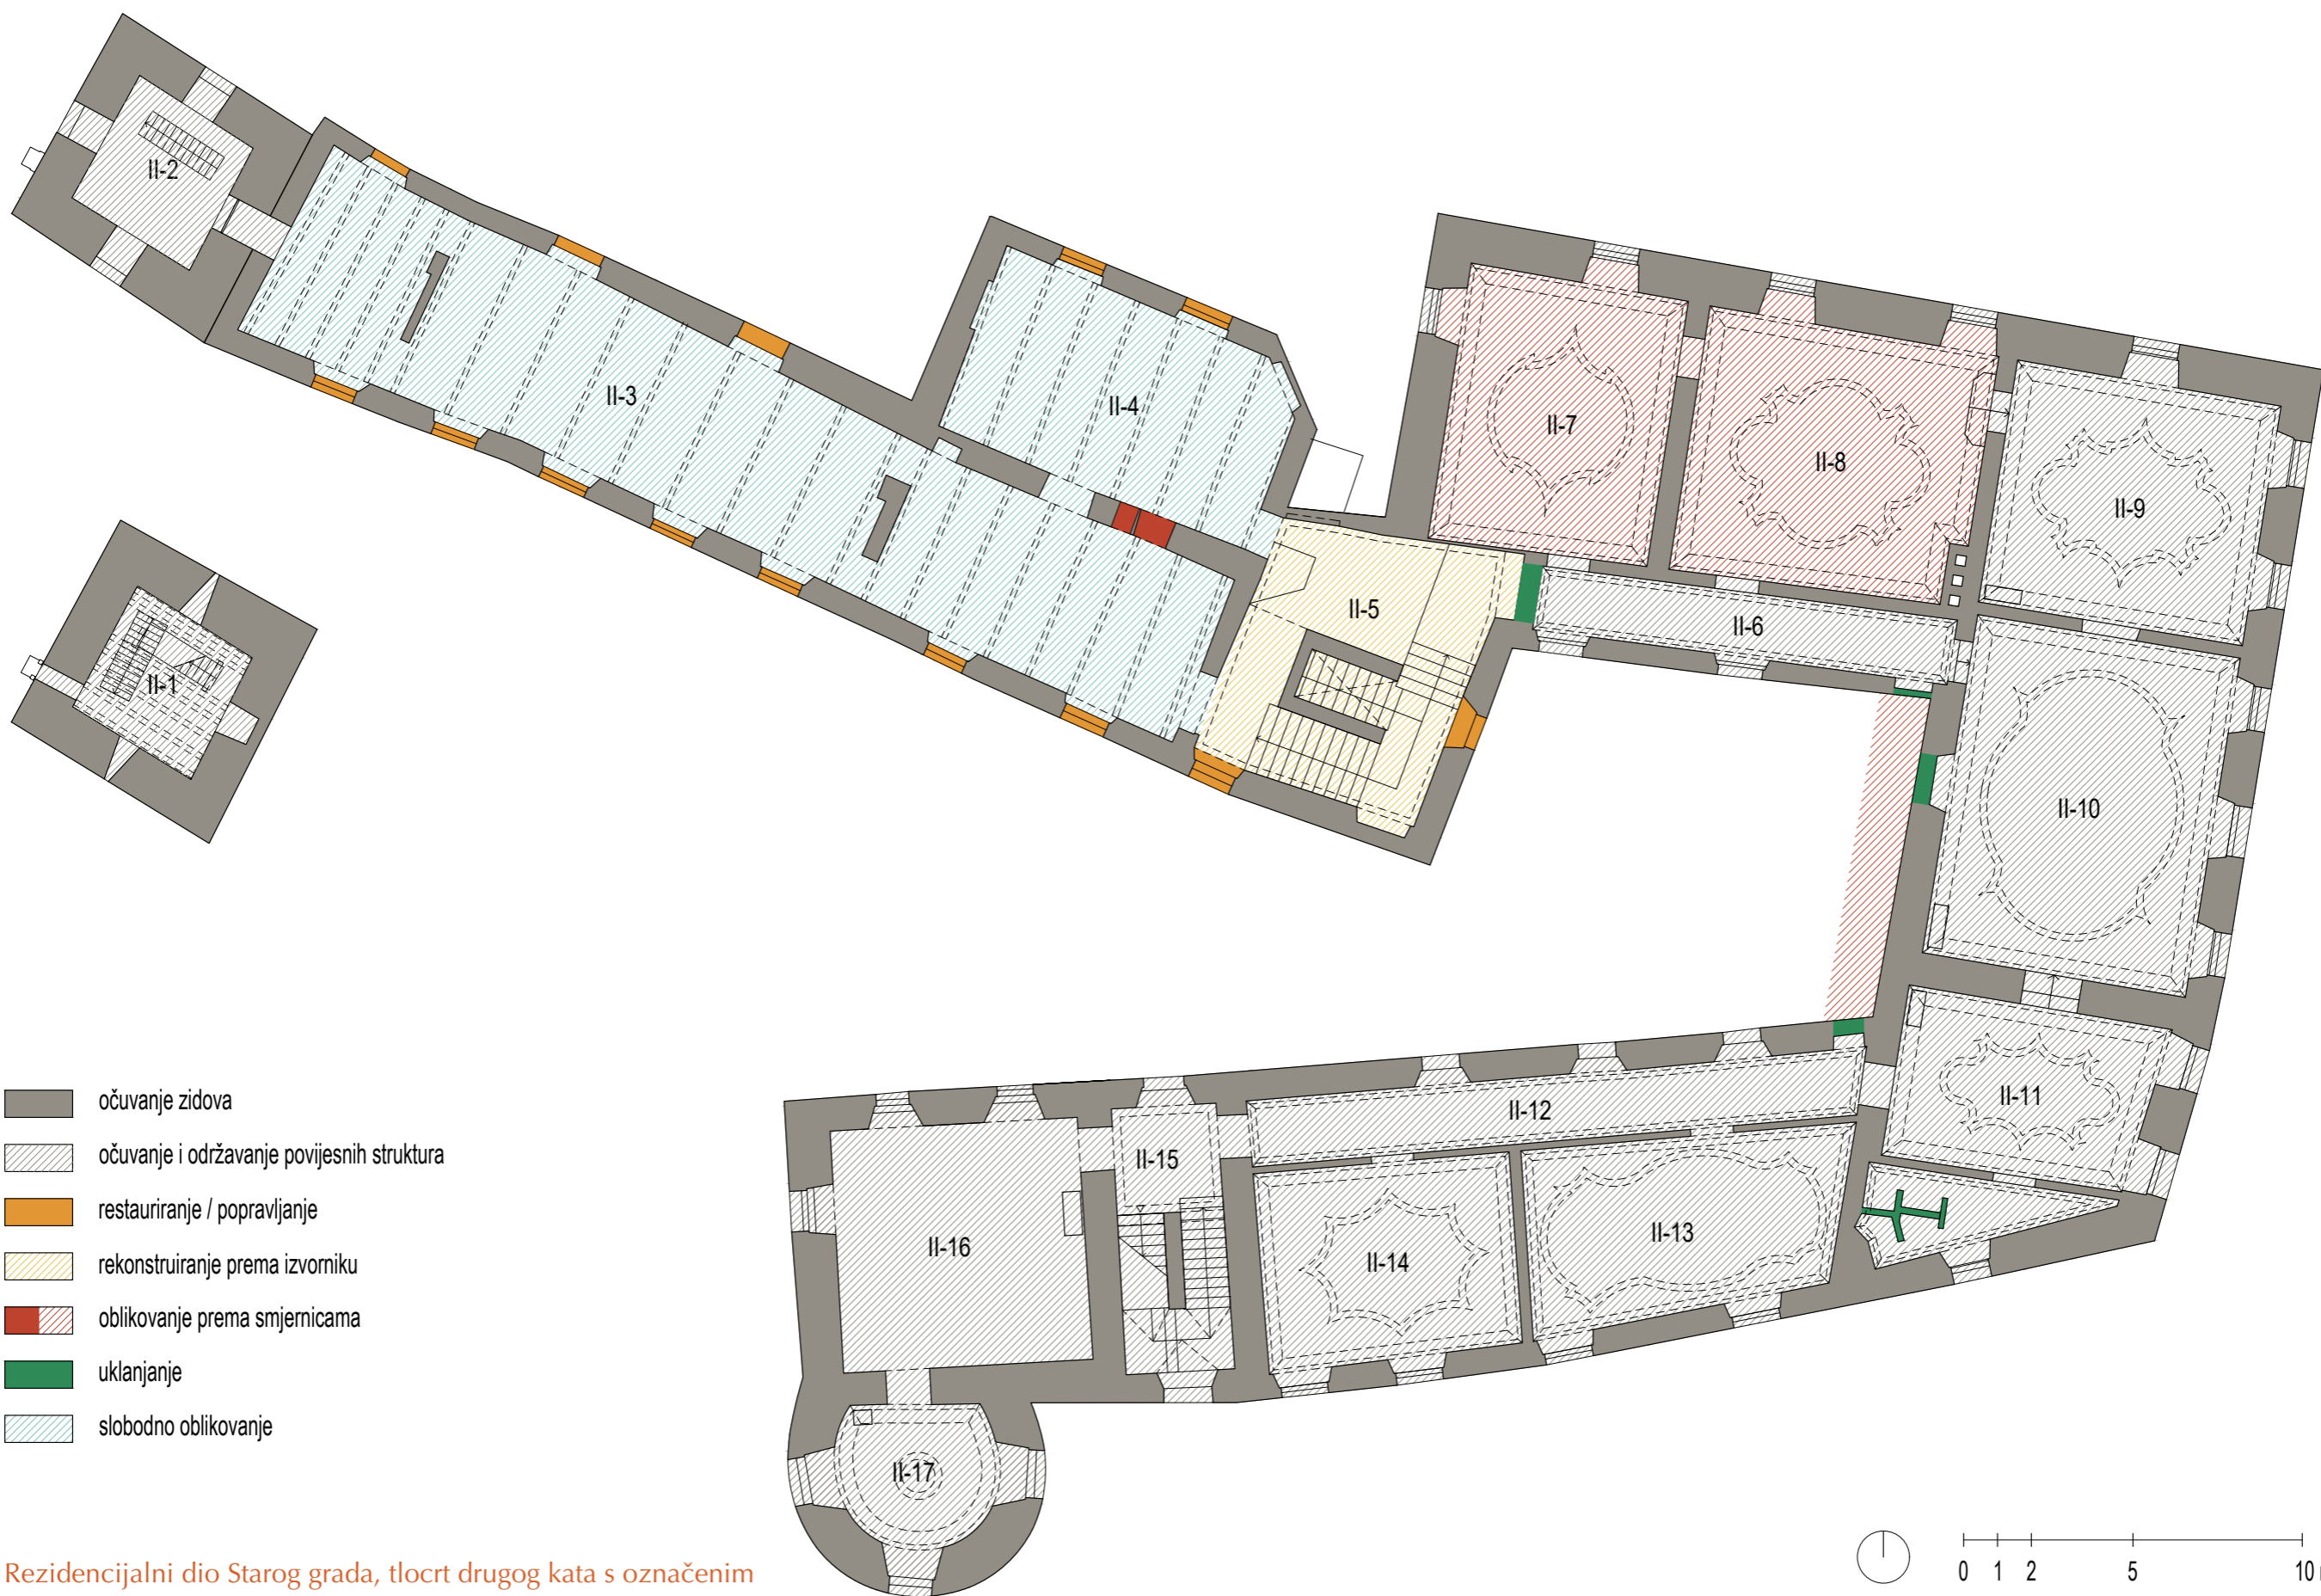 II-2
II-3
II-4
II-7
II-8
II-9
II-5
II-6
II-1
II-10
II-11
II-12
II-15
II-13
II-14
II-16
II-17
očuvanje zidova
očuvanje i održavanje povijesnih struktura
restauriranje / popravljanje
rekonstruiranje prema izvorniku
oblikovanje prema smjernicama
uklanjanje
slobodno oblikovanje
Rezidencijalni dio Starog grada, tlocrt drugog kata s označenim
0 1 2 5 10